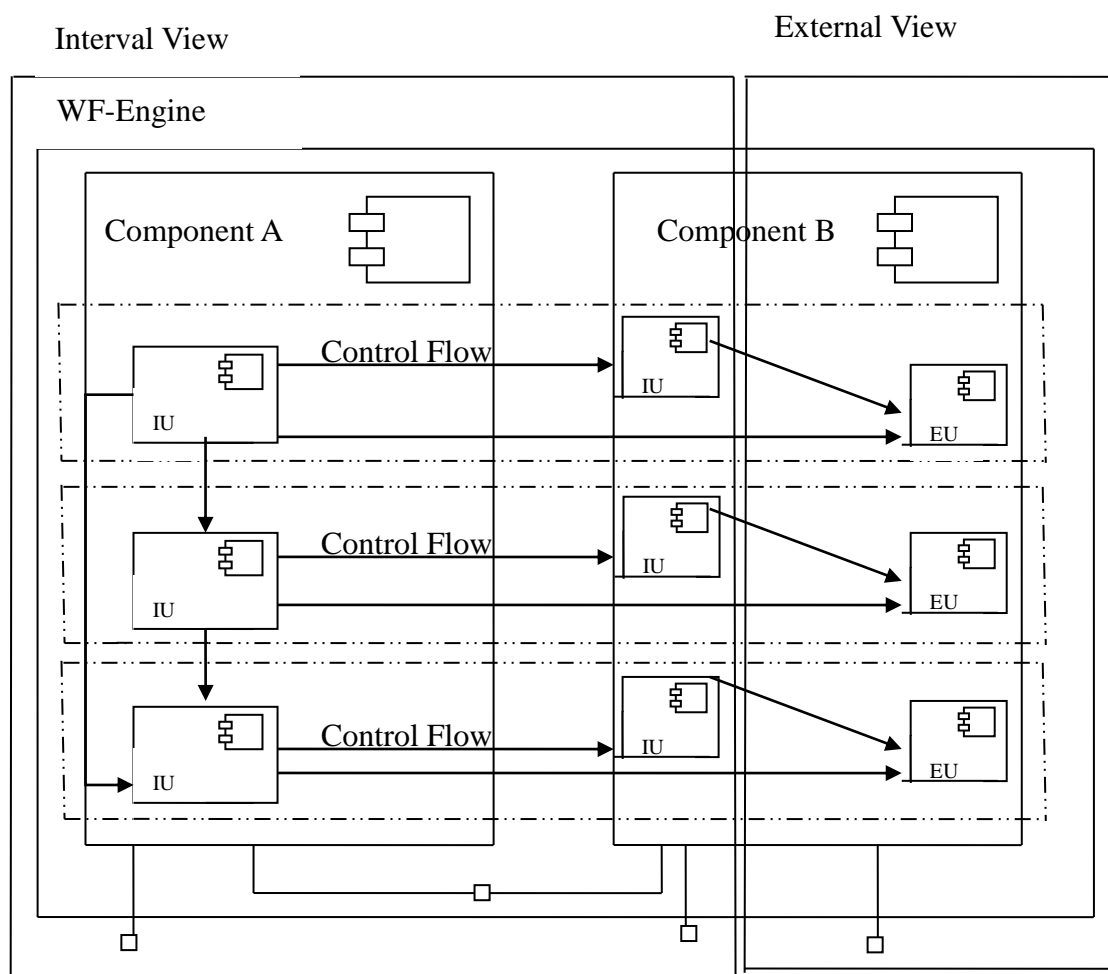 Interval View
External View
WF-Engine
Component A
Component B
Control Flow
IU
IU
EU
Control Flow
IU
IU
EU
Control Flow
IU
IU
EU